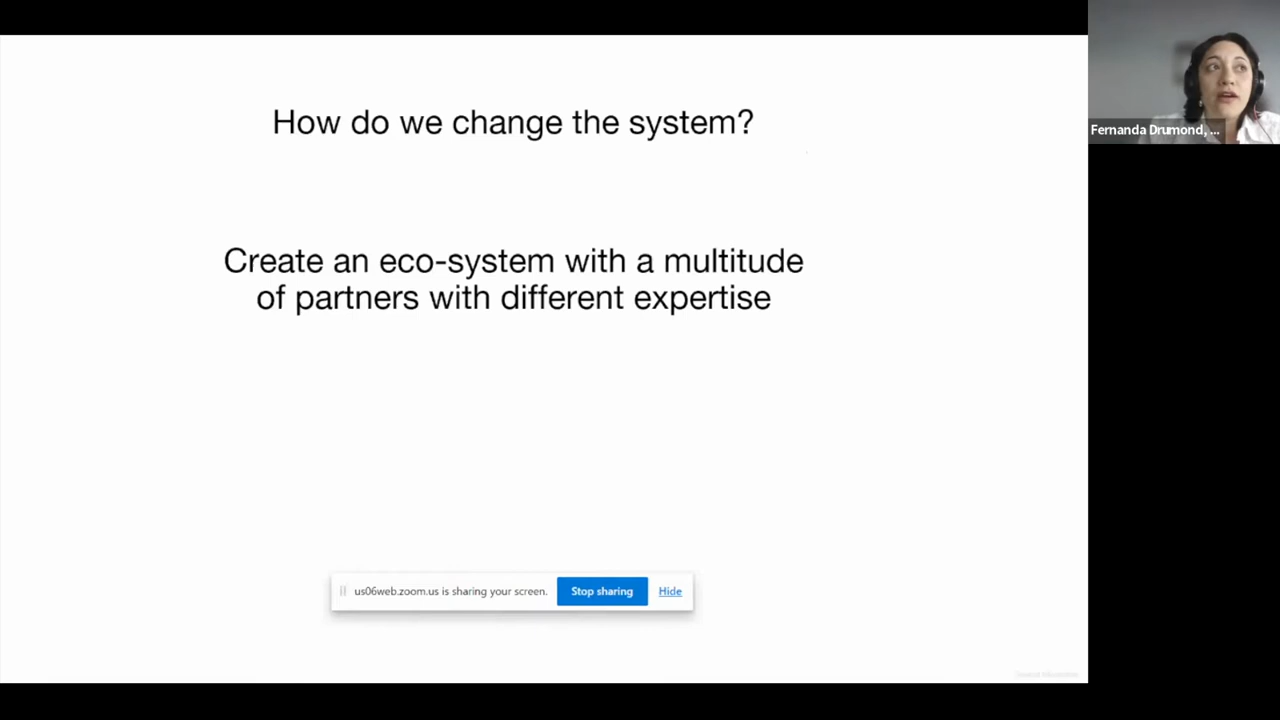 How do we change the system?
Create an eco-system with a multitude
of partners with different expertise
us06web.zoom.us is sharing your screen. Stop sharing Hide
Fernanda Drumond, ...